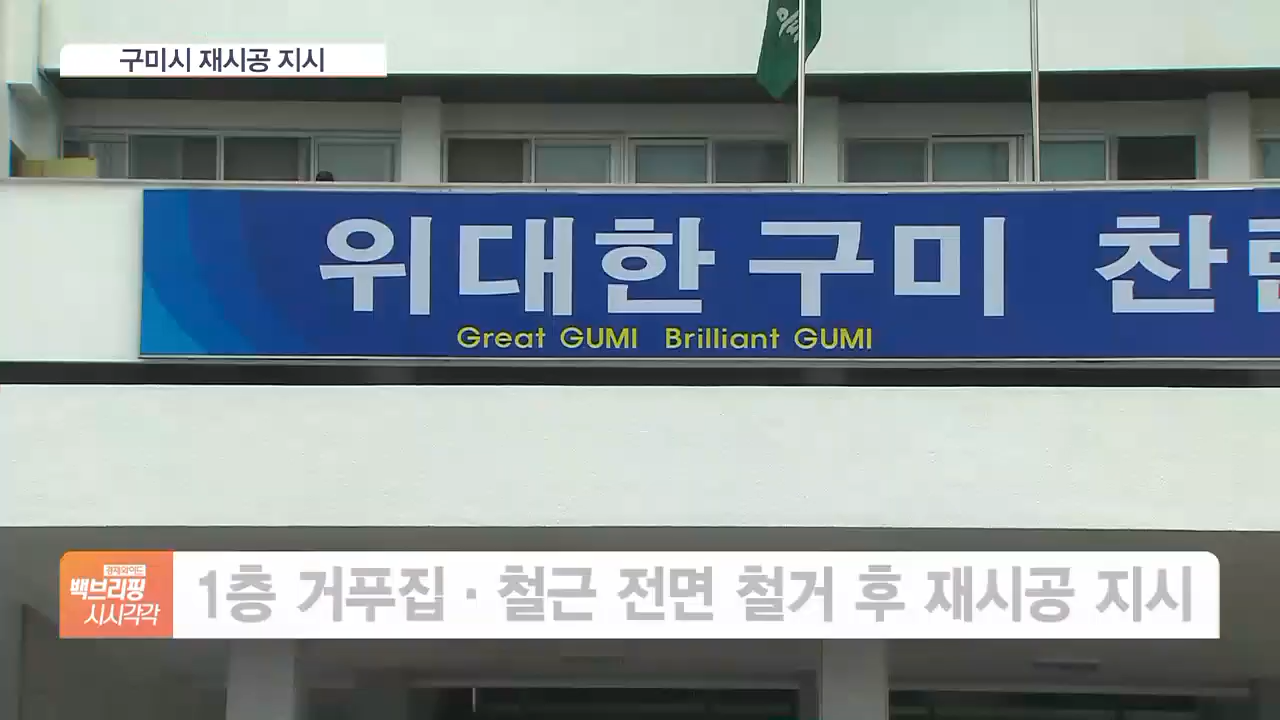 구미시 재시공 지시
위대한 구미 찬
Great GUMI Brilliant GUMI
경제와이드
백브리핑
시시각각
1층 거푸집·철근 전면 철거 후 재시공 지시